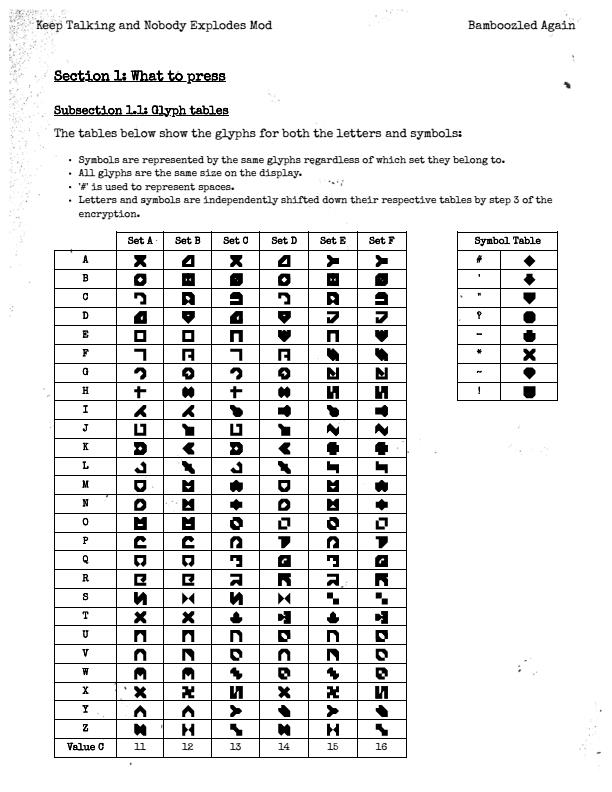 Keep Talking and Nobody Explodes Mod Bamboozled Again
Section 1: What to press
Subsection 1.1: Glyph tables
The tables below show the glyphs for both the letters and symbols:
• Symbols are represented by the same glyphs regardless of which set they belong to.
• All glyphs are the same size on the display.
• '#' is used to represent spaces.
• Letters and symbols are independently shifted down their respective tables by step 3 of the
encryption.
Set A Set B Set C Set D Set E Set F
A
B
C
D
E
F
G
H
I
J
K
L
M
N
O
P
Q
R
S
T
U
V
W
X
Y
Z
Value C 11 12 13 14 15 16
Symbol Table
#
'
"
?
-
*
~
!